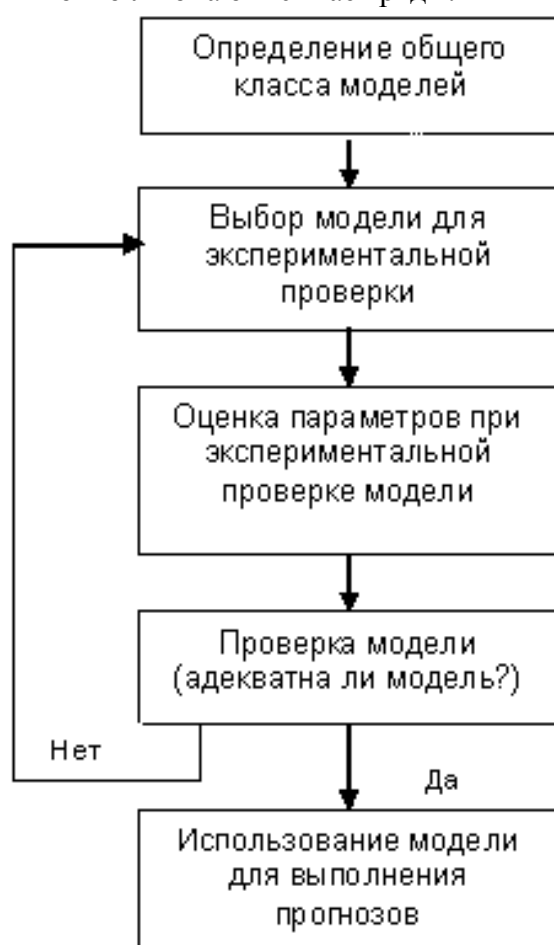 Определение общего
класса моделей
Выбор модели для
экспериментальной
проверки
Оценка параметров при
экспериментальной
проверке модели
Проверка модели
(адекватна ли модель?)
Нет
Да
Использование модели
для выполнения
прогнозов